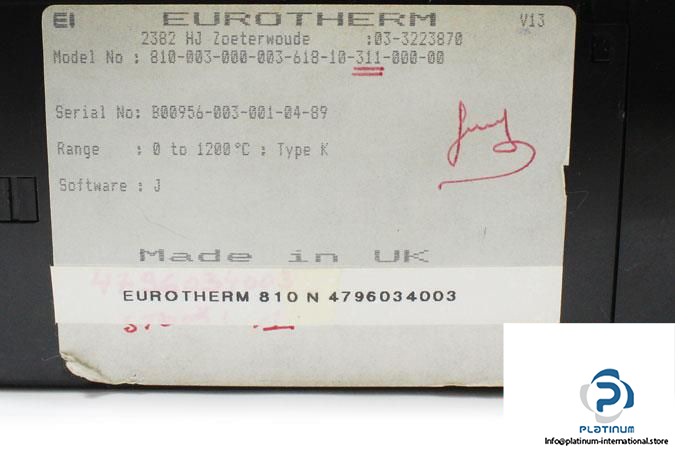 EI EUROTHERM V13
2382 HJ Zoeterwoude :03-3223870
Model No : 810-003-000-003-618-10-311-000-00
Serial No: B00956-003-001-04-89
Range : 0 to 1200°C : Type K
Software : J
Made in UK
4796034003
EUROTHERM 810 N 4796034003
PLATINUM
Info@platinum-international.store